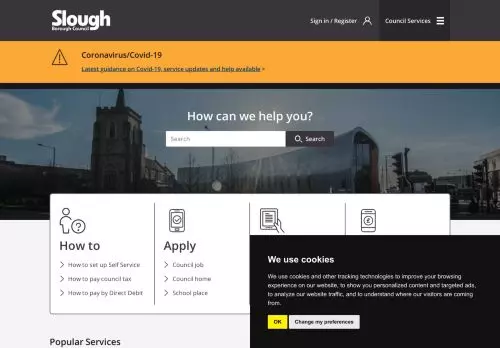 Slough
Borough Council
Sign in / Register
Council Services
Coronavirus/Covid-19
Latest guidance on Covid-19, service updates and help available >
How can we help you?
Search
Search
How to
How to set up Self Service
How to pay council tax
How to pay by Direct Debit
Apply
Council job
Council home
School place
We use cookies
We use cookies and other tracking technologies to improve your browsing
experience on our website, to show you personalized content and targeted ads,
to analyze our website traffic, and to understand where our visitors are coming
from.
OK
Change my preferences
Popular Services